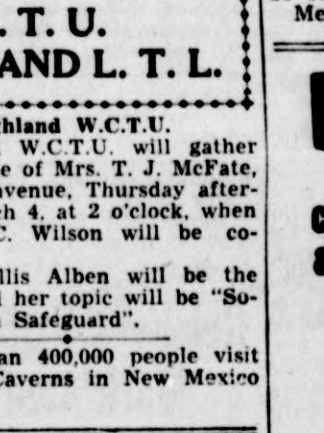 . T. U.
AND L. T. L.
hland W.C.T.U.
W.C.T.U. will gather
e of Mrs. T. J. McFate,
avenue, Thursday after-
ch 4, at 2 o'clock, when
C. Wilson will be co-
llis Alben will be the
her topic will be "So-
Safeguard".
an 400,000 people visit
Caverns in New Mexico
Me